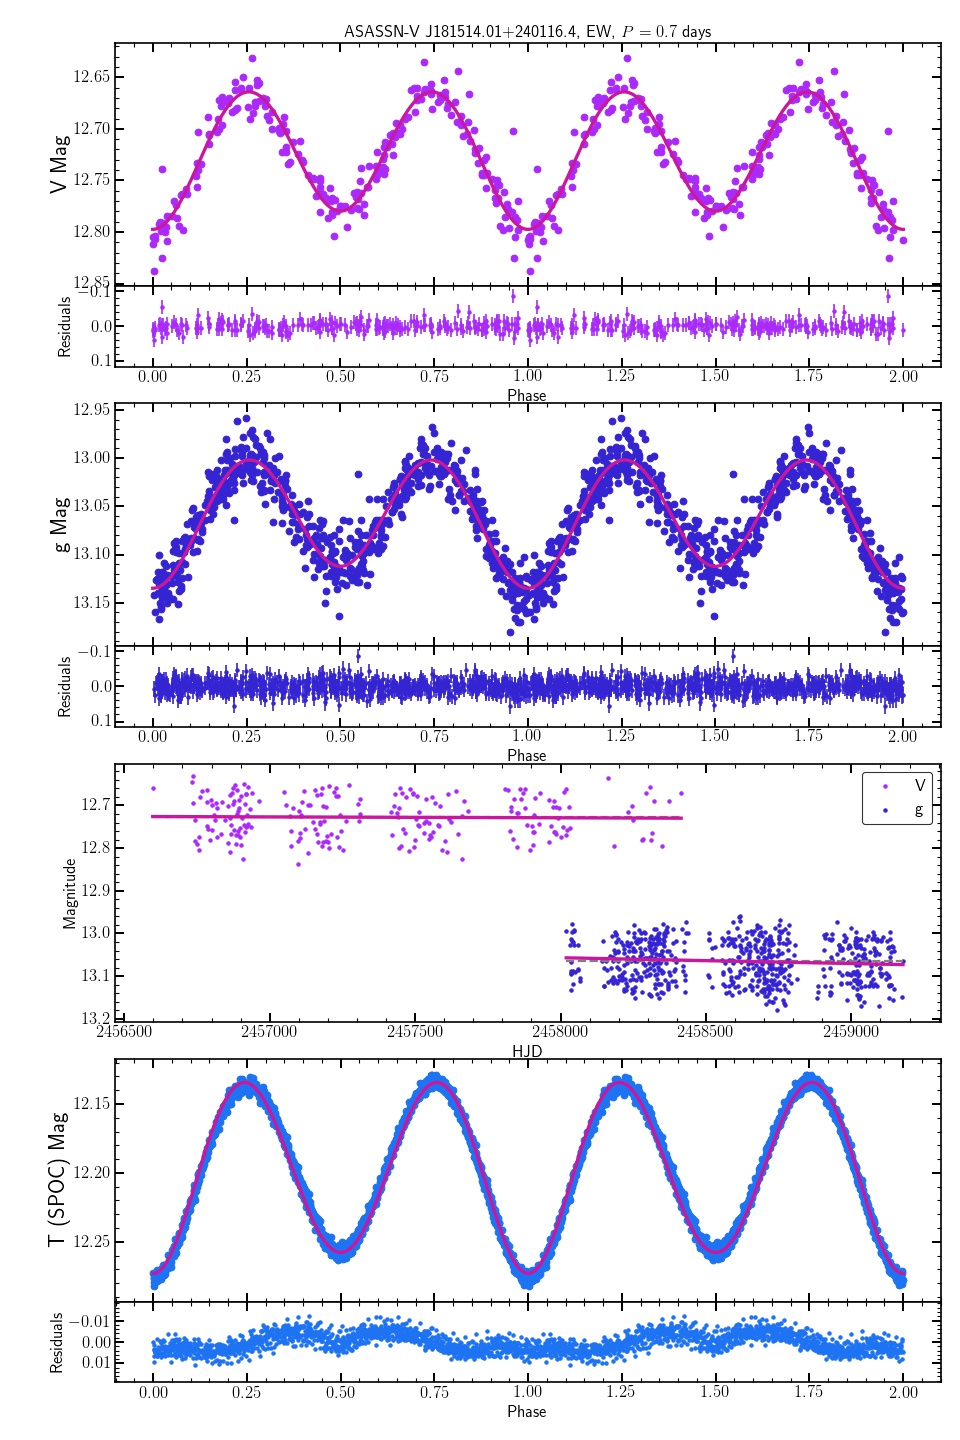 ASASSN-V J181514.01+240116.4, EW, P = 0.7 days
V Mag
12.65
12.70
12.75
12.80
12.85
Residuals
−0.1
0.0
0.1
0.00 0.25 0.50 0.75 1.00 1.25 1.50 1.75 2.00
Phase
g Mag
12.95
13.00
13.05
13.10
13.15
Residuals
−0.1
0.0
0.1
0.00 0.25 0.50 0.75 1.00 1.25 1.50 1.75 2.00
Phase
V
g
Magnitude
12.7
12.8
12.9
13.0
13.1
13.2
2456500 2457000 2457500 2458000 2458500 2459000
HJD
T (SPOC) Mag
12.15
12.20
12.25
Residuals
−0.01
0.00
0.01
0.00 0.25 0.50 0.75 1.00 1.25 1.50 1.75 2.00
Phase